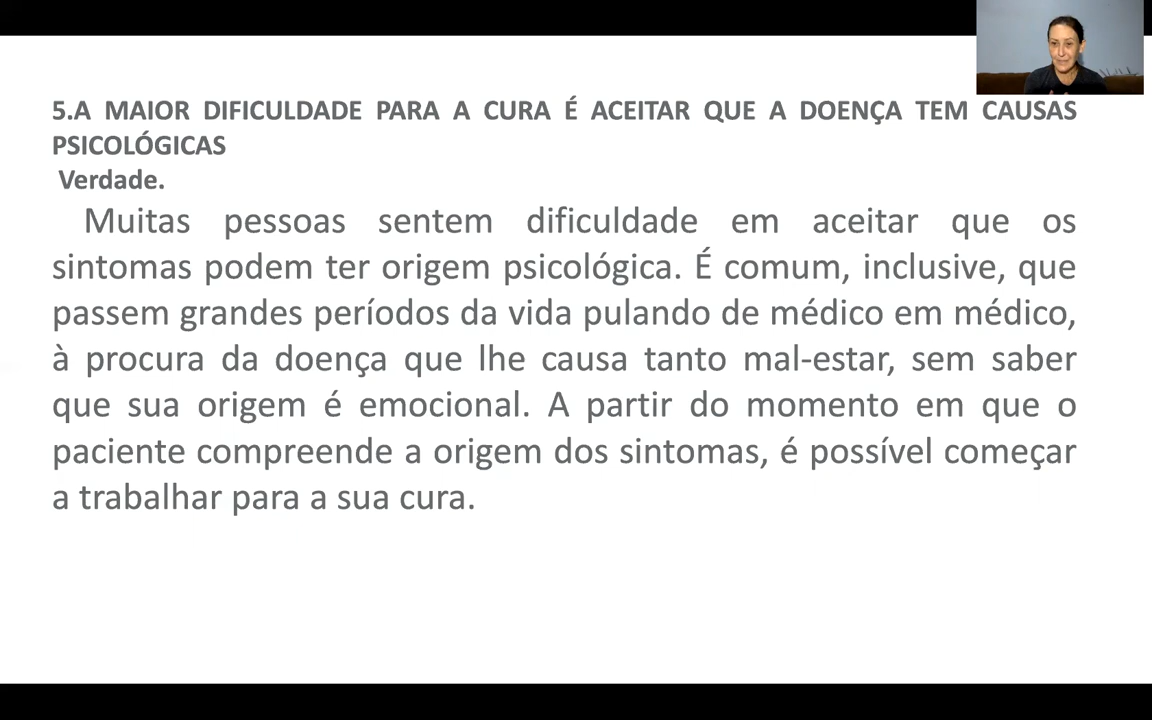 5.A MAIOR DIFICULDADE PARA A CURA É ACEITAR QUE A DOENÇA TEM CAUSAS
PSICOLÓGICAS
Verdade.
Muitas pessoas sentem dificuldade em aceitar que os
sintomas podem ter origem psicológica. É comum, inclusive, que
passem grandes períodos da vida pulando de médico em médico,
à procura da doença que lhe causa tanto mal-estar, sem saber
que sua origem é emocional. A partir do momento em que o
paciente compreende a origem dos sintomas, é possível começar
a trabalhar para a sua cura.